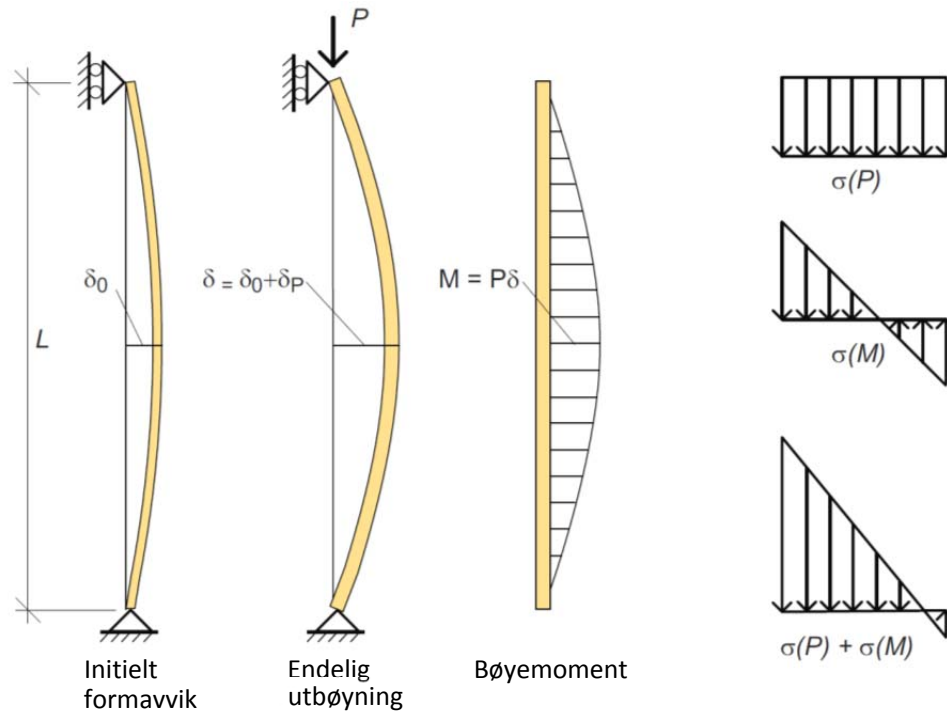 P
δ₀
δ = δ₀+δₚ
M = Pδ
L
σ(P)
σ(M)
σ(P) + σ(M)
Initielt
formavvik
Endelig
utbøyning
Bøyemoment